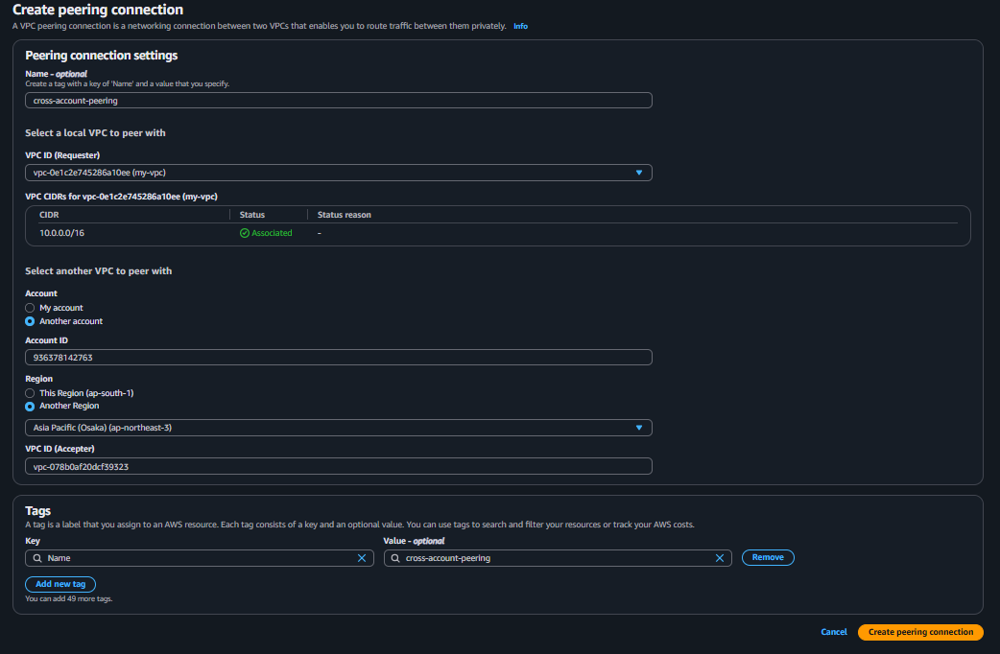 Create peering connection
A VPC peering connection is a networking connection between two VPCs that enables you to route traffic between them privately. Info
Peering connection settings
Name - optional
Create a tag with a key of 'Name' and a value that you specify.
cross-account-peering
Select a local VPC to peer with
VPC ID (Requester)
vpc-0e1c2e745286a10ee (my-vpc)
VPC CIDRs for vpc-0e1c2e745286a10ee (my-vpc)
CIDR Status Status reason
10.0.0.0/16 Associated -
Select another VPC to peer with
Account
My account
Another account
Account ID
936378142763
Region
This Region (ap-south-1)
Another Region
Asia Pacific (Osaka) (ap-northeast-3)
VPC ID (Accepter)
vpc-078b0af20dcf39323
Tags
A tag is a label that you assign to an AWS resource. Each tag consists of a key and an optional value. You can use tags to search and filter your resources or track your AWS costs.
Key Value - optional
Name cross-account-peering Remove
Add new tag
You can add 49 more tags.
Cancel Create peering connection